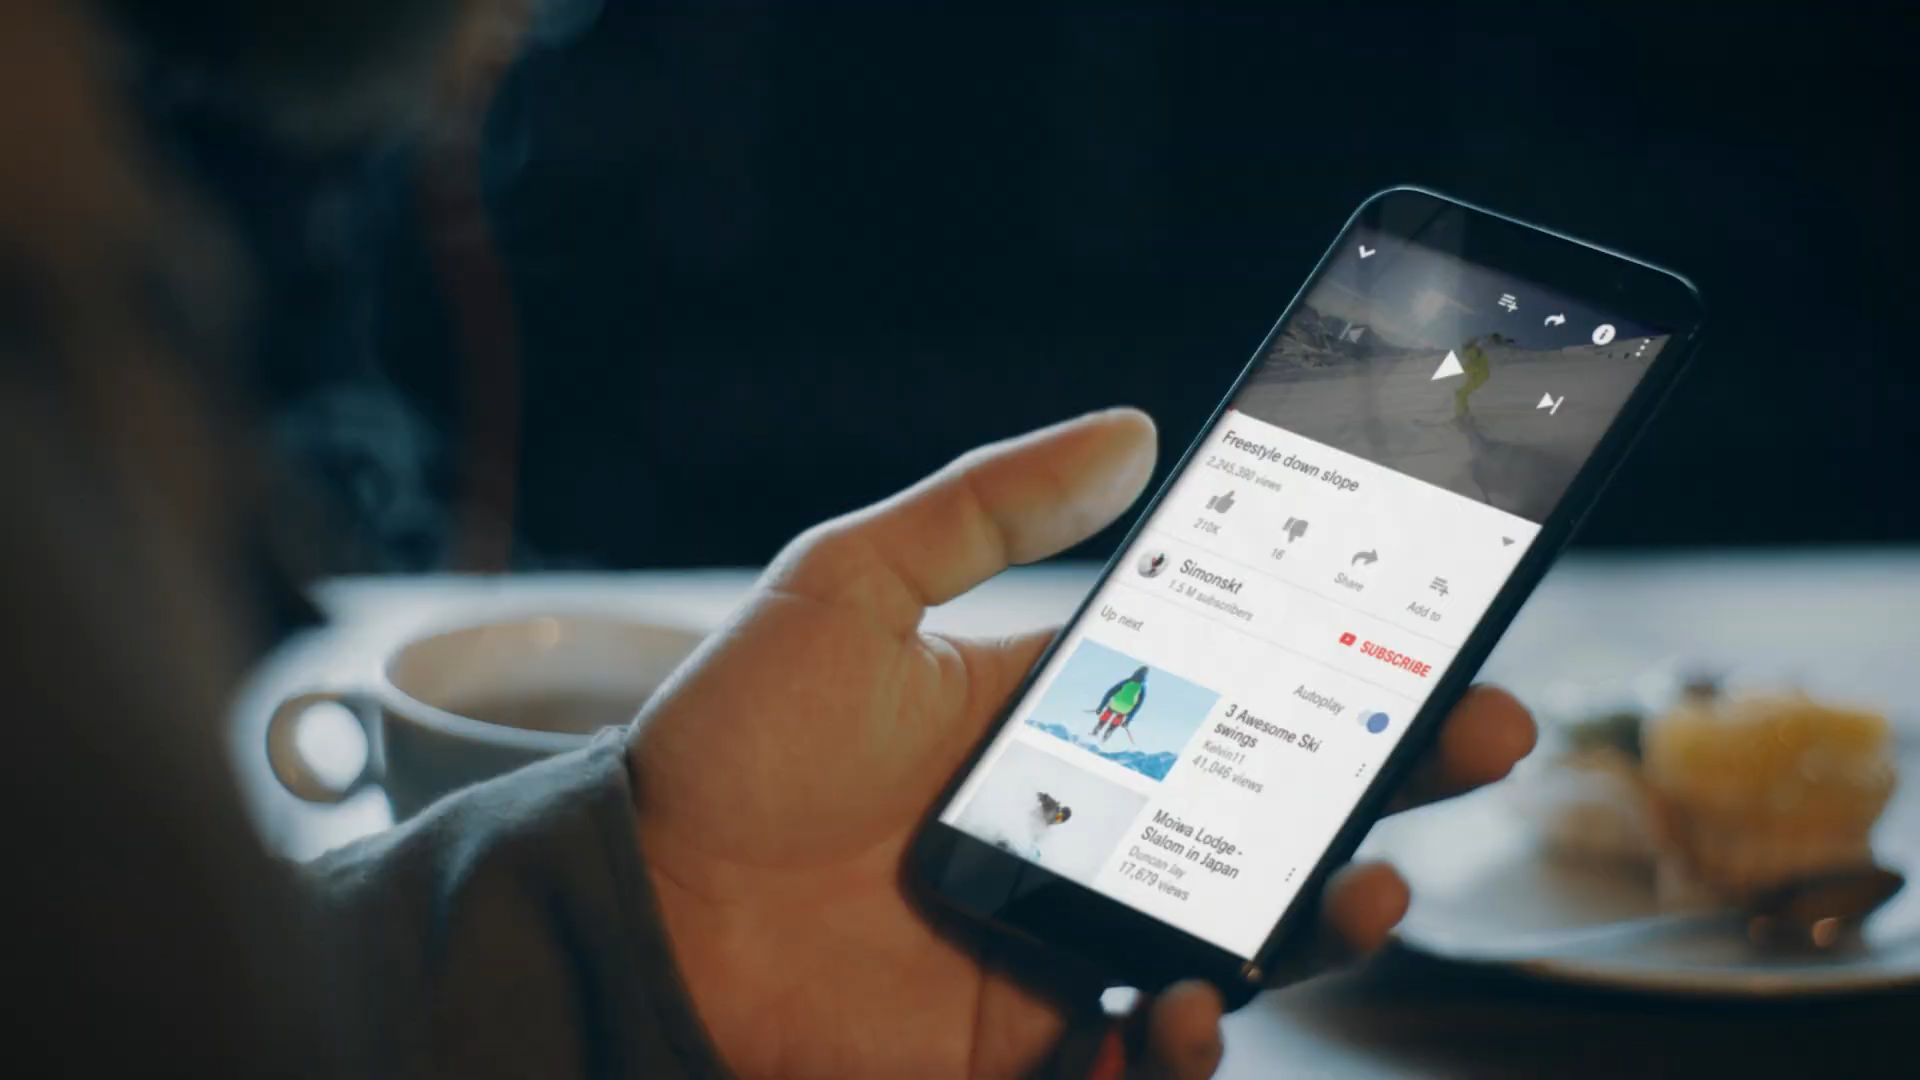 Freestyle down slope
2,245,390 views
210K
16
Share
Add to
Simonskt
1.5 M subscribers
SUBSCRIBE
Up next
Autoplay
3 Awesome Ski
swings
Kelvin11
41,046 views
Moiwa Lodge -
Slalom in Japan
Duncan Jay
17,679 views